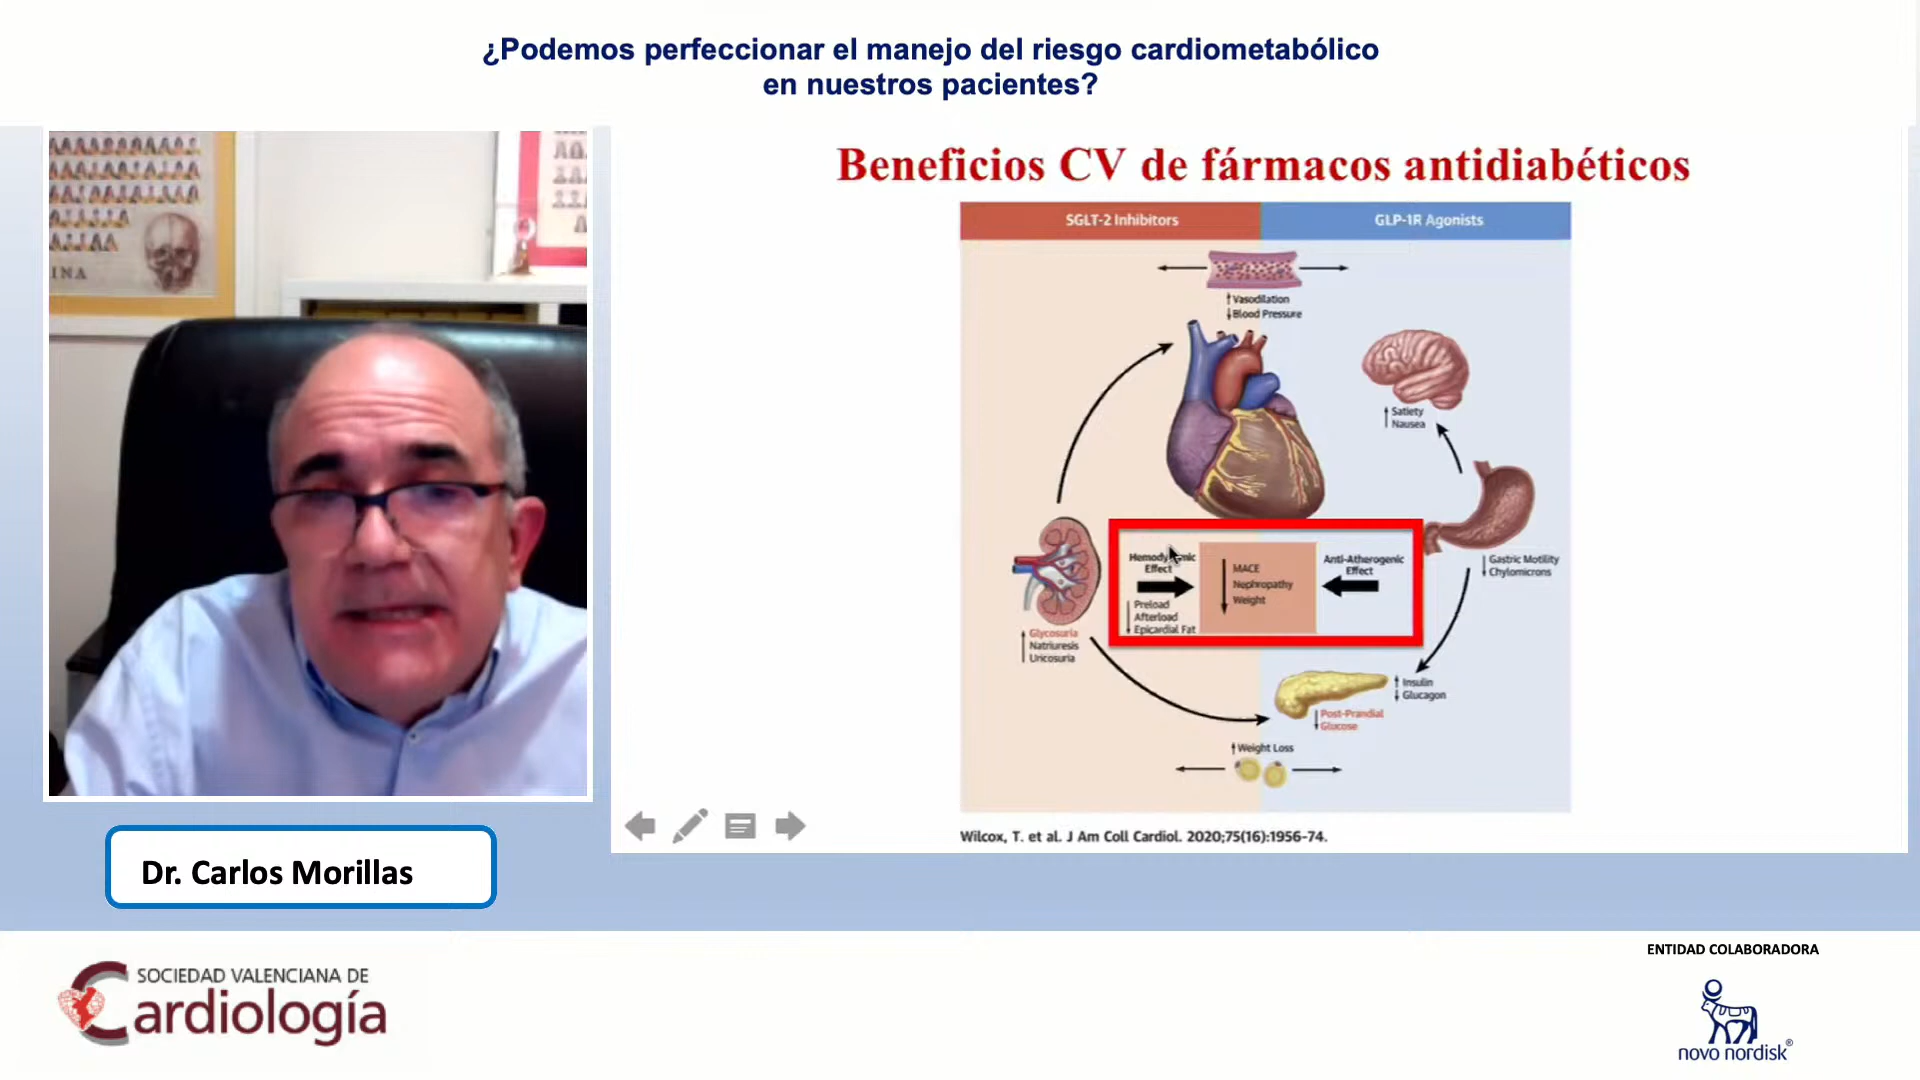 ¿Podemos perfeccionar el manejo del riesgo cardiometabólico
en nuestros pacientes?
INA
Beneficios CV de fármacos antidiabéticos
SGLT-2 Inhibitors
GLP-1R Agonists
↑ Vasodilation
↓ Blood Pressure
↑ Satiety
Nausea
↓ Gastric Motility
Chylomicrons
Effect
↓ Preload
Afterload
Epicardial Fat
↓ MACE
Nephropathy
Weight
Anti-Atherogenic
Effect
↑ Glycosuria
Natriuresis
Uricosuria
↑ Insulin
↓ Glucagon
↓ Post-Prandial
Glucose
↑ Weight Loss
Wilcox, T. et al. J Am Coll Cardiol. 2020;75(16):1956-74.
Dr. Carlos Morillas
SOCIEDAD VALENCIANA DE
Cardiología
ENTIDAD COLABORADORA
novo nordisk®